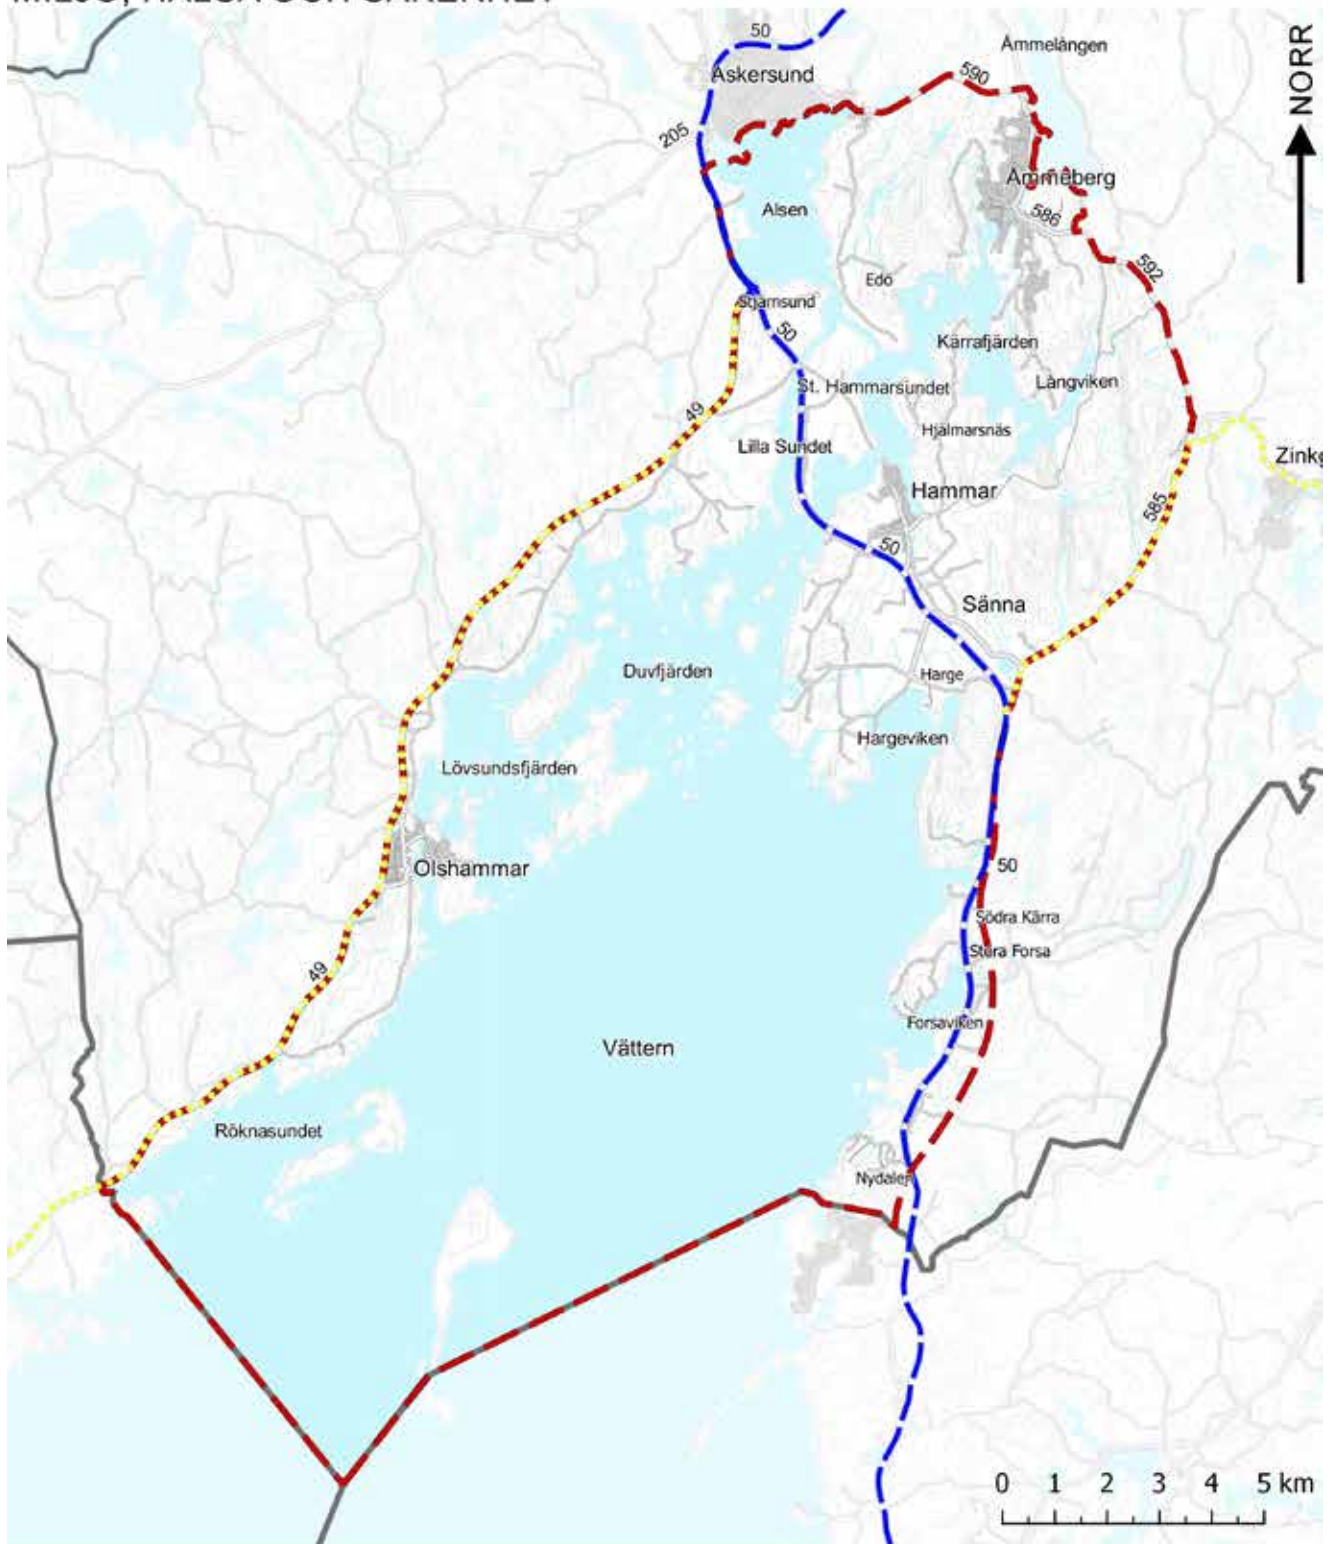 50
Askersund
Åmmelången
590
NORR
205
Åmmeberg
Alsen
586
592
Edö
Stjärnsund
50
Kärrafjärden
St. Hammarsundet
Långviken
49
Hjälmarsnäs
Lilla Sundet
Zinkg
Hammar
585
50
Sänna
Duvfjärden
Harge
Hargeviken
Lövsundsfjärden
Olshammar
50
Södra Kärra
Stora Forsa
49
Forsaviken
Vättern
Röknasundet
Nydalen
0 1 2 3 4 5 km